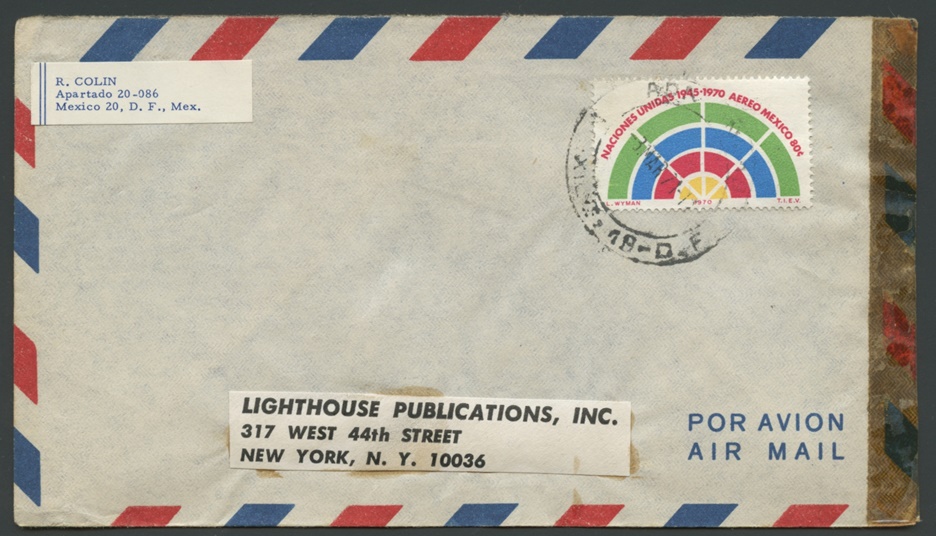 R. COLIN
Apartado 20-086
Mexico 20, D. F., Mex.
NACIONES UNIDAS 1945·1970 AEREO MEXICO 80¢
L. WYMAN 1970 T.I.E.V.
18-D. F.
LIGHTHOUSE PUBLICATIONS, INC.
317 WEST 44th STREET
NEW YORK, N. Y. 10036
POR AVION
AIR MAIL